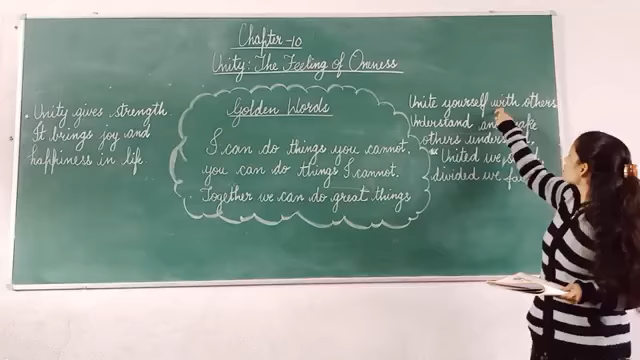 Chapter-10
Unity: The Feeling of Oneness
. Unity gives strength
It brings joy and
happiness in life
Golden Words
I can do things you cannot,
you can do things I cannot.
Together we can do great things
Unite yourself with others
Understand and
others
" United we
divided we